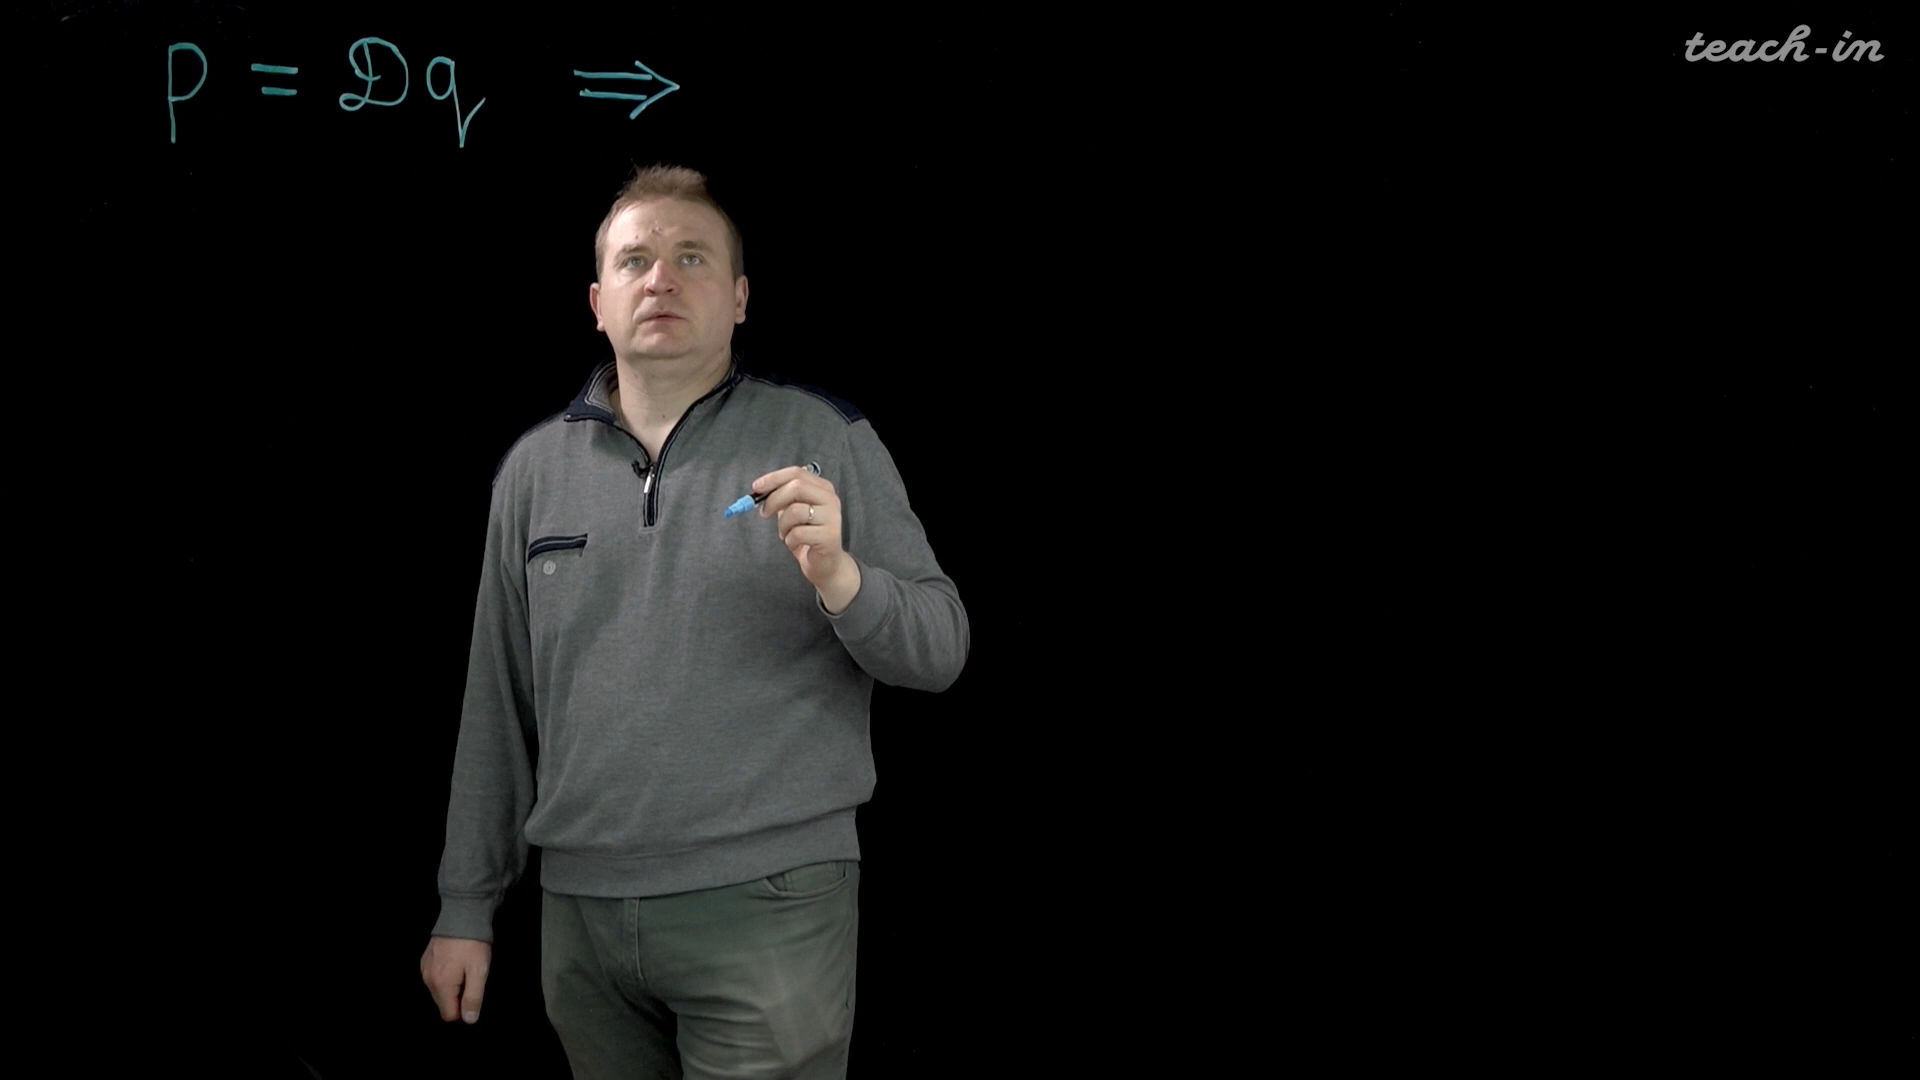 p = 𝒟q ⇒
teach-in